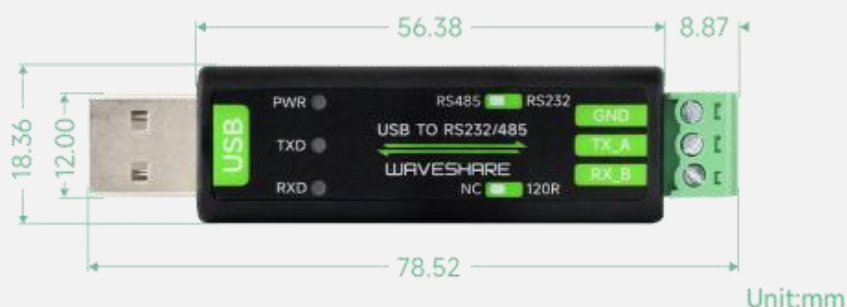 56.38
8.87
18.36
12.00
USB
PWR
TXD
RXD
RS485
RS232
USB TO RS232/485
WAVESHARE
NC
120R
GND
TX_A
RX_B
78.52
Unit:mm